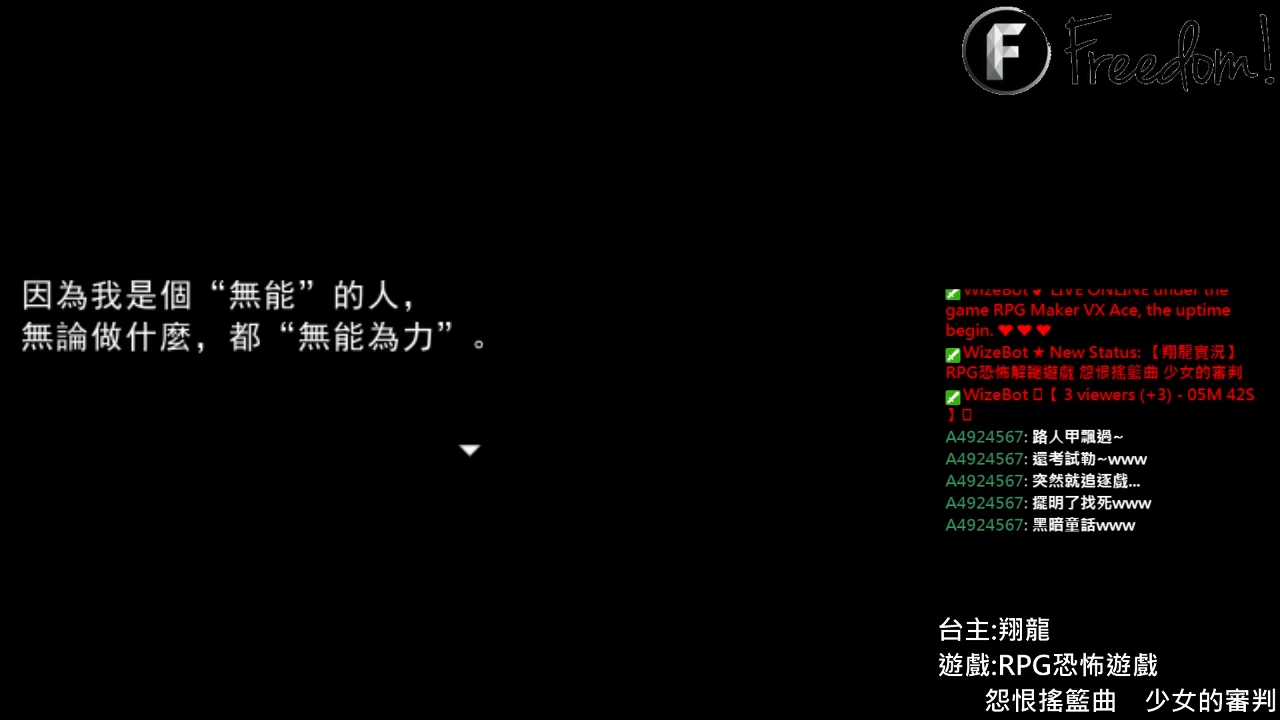 F Freedom!
因為我是個“無能”的人，
無論做什麼，都“無能為力”。
WizeBot LIVE ONLINE under the
game RPG Maker VX Ace, the uptime
begin. ♥ ♥ ♥
WizeBot ★ New Status: 【翔龍實況】
RPG恐怖解謎遊戲 怨恨搖籃曲 少女的審判
WizeBot 【 3 viewers (+3) - 05M 42S
】
A4924567: 路人甲飄過~
A4924567: 還考試勒~www
A4924567: 突然就追逐戲...
A4924567: 擺明了找死www
A4924567: 黑暗童話www
台主:翔龍
遊戲:RPG恐怖遊戲
怨恨搖籃曲　少女的審判